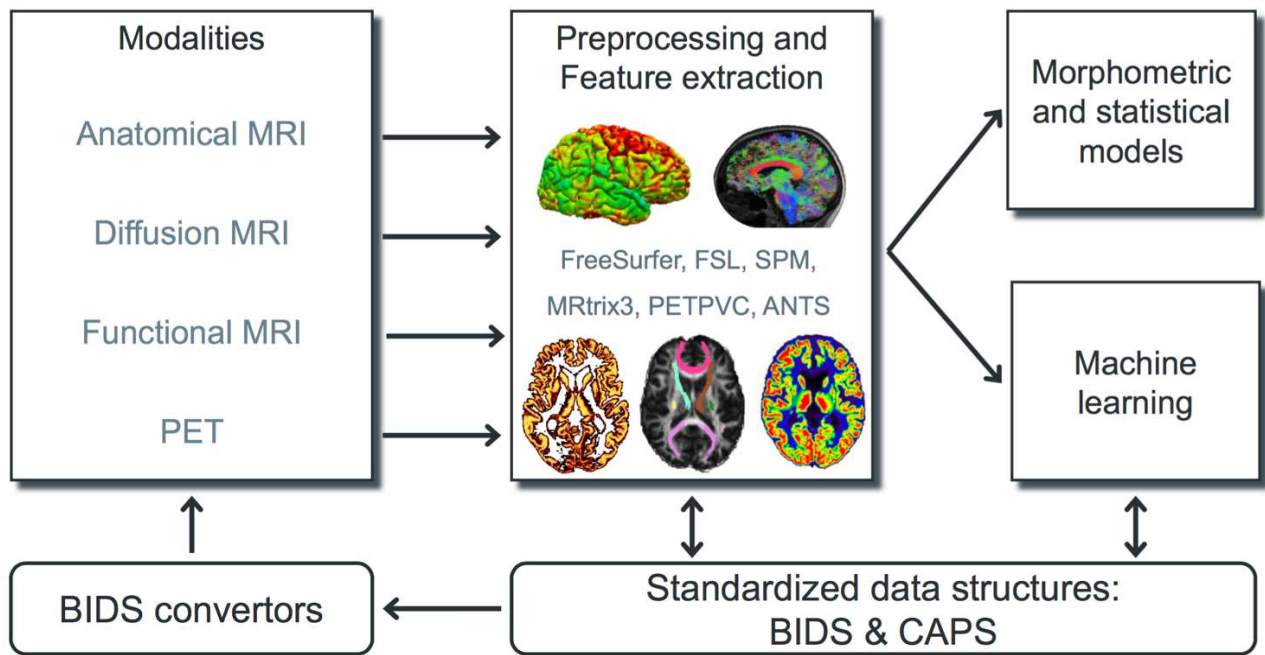 Modalities
Anatomical MRI
Diffusion MRI
Functional MRI
PET
Preprocessing and
Feature extraction
FreeSurfer, FSL, SPM,
MRtrix3, PETPVC, ANTS
Morphometric
and statistical
models
Machine
learning
BIDS convertors
Standardized data structures:
BIDS & CAPS